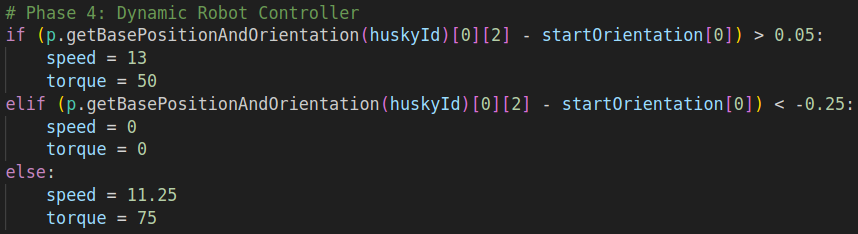 # Phase 4: Dynamic Robot Controller
if (p.getBasePositionAndOrientation(huskyId)[0][2] - startOrientation[0]) > 0.05:
    speed = 13
    torque = 50
elif (p.getBasePositionAndOrientation(huskyId)[0][2] - startOrientation[0]) < -0.25:
    speed = 0
    torque = 0
else:
    speed = 11.25
    torque = 75